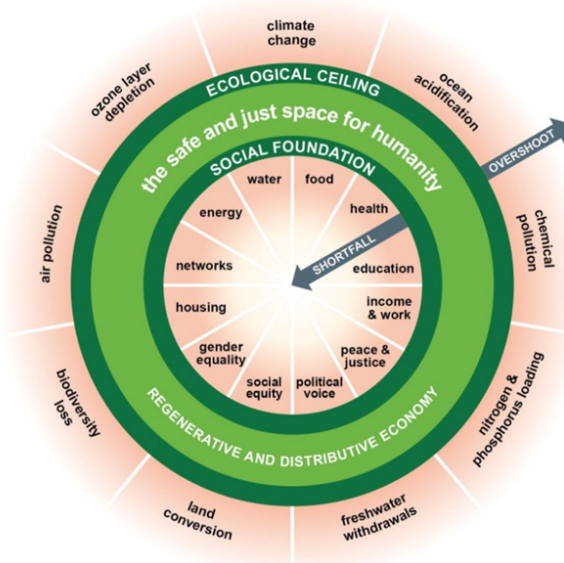 climate
change
ozone layer
depletion
ECOLOGICAL CEILING
ocean
acidification
the safe and just space for humanity
OVERSHOOT
SOCIAL FOUNDATION
water
food
energy
health
air pollution
SHORTFALL
chemical
pollution
networks
education
housing
income
& work
gender
equality
peace &
justice
social
equity
political
voice
biodiversity
loss
REGENERATIVE AND DISTRIBUTIVE ECONOMY
nitrogen &
phosphorus loading
land
conversion
freshwater
withdrawals